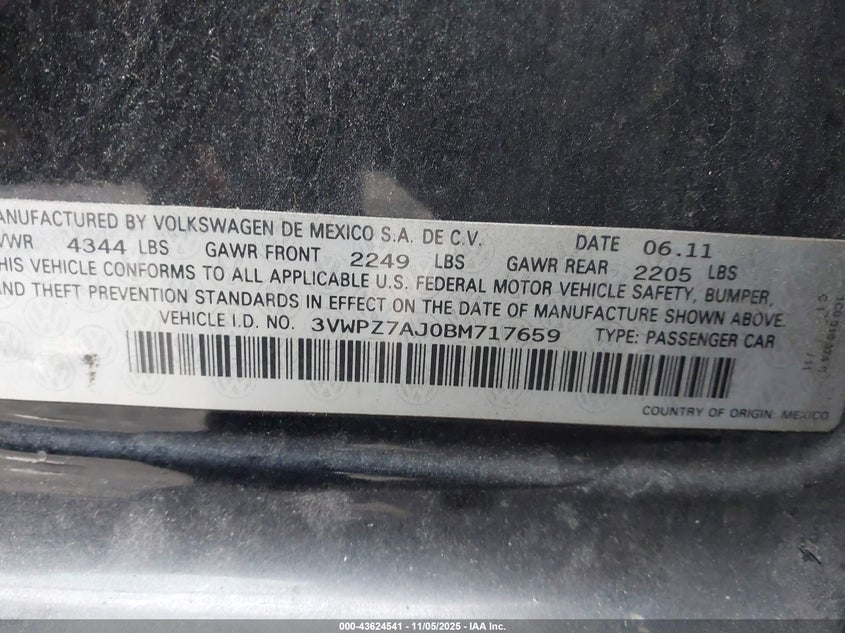 MANUFACTURED BY VOLKSWAGEN DE MEXICO S.A. DE C.V. DATE 06.11
VWR 4344 LBS GAWR FRONT 2249 LBS GAWR REAR 2205 LBS
THIS VEHICLE CONFORMS TO ALL APPLICABLE U.S. FEDERAL MOTOR VEHICLE SAFETY, BUMPER,
AND THEFT PREVENTION STANDARDS IN EFFECT ON THE DATE OF MANUFACTURE SHOWN ABOVE.
VEHICLE I.D. NO. 3VWPZ7AJ0BM717659 TYPE: PASSENGER CAR
COUNTRY OF ORIGIN: MEXICO
000-43624541 - 11/05/2025 - IAA Inc.